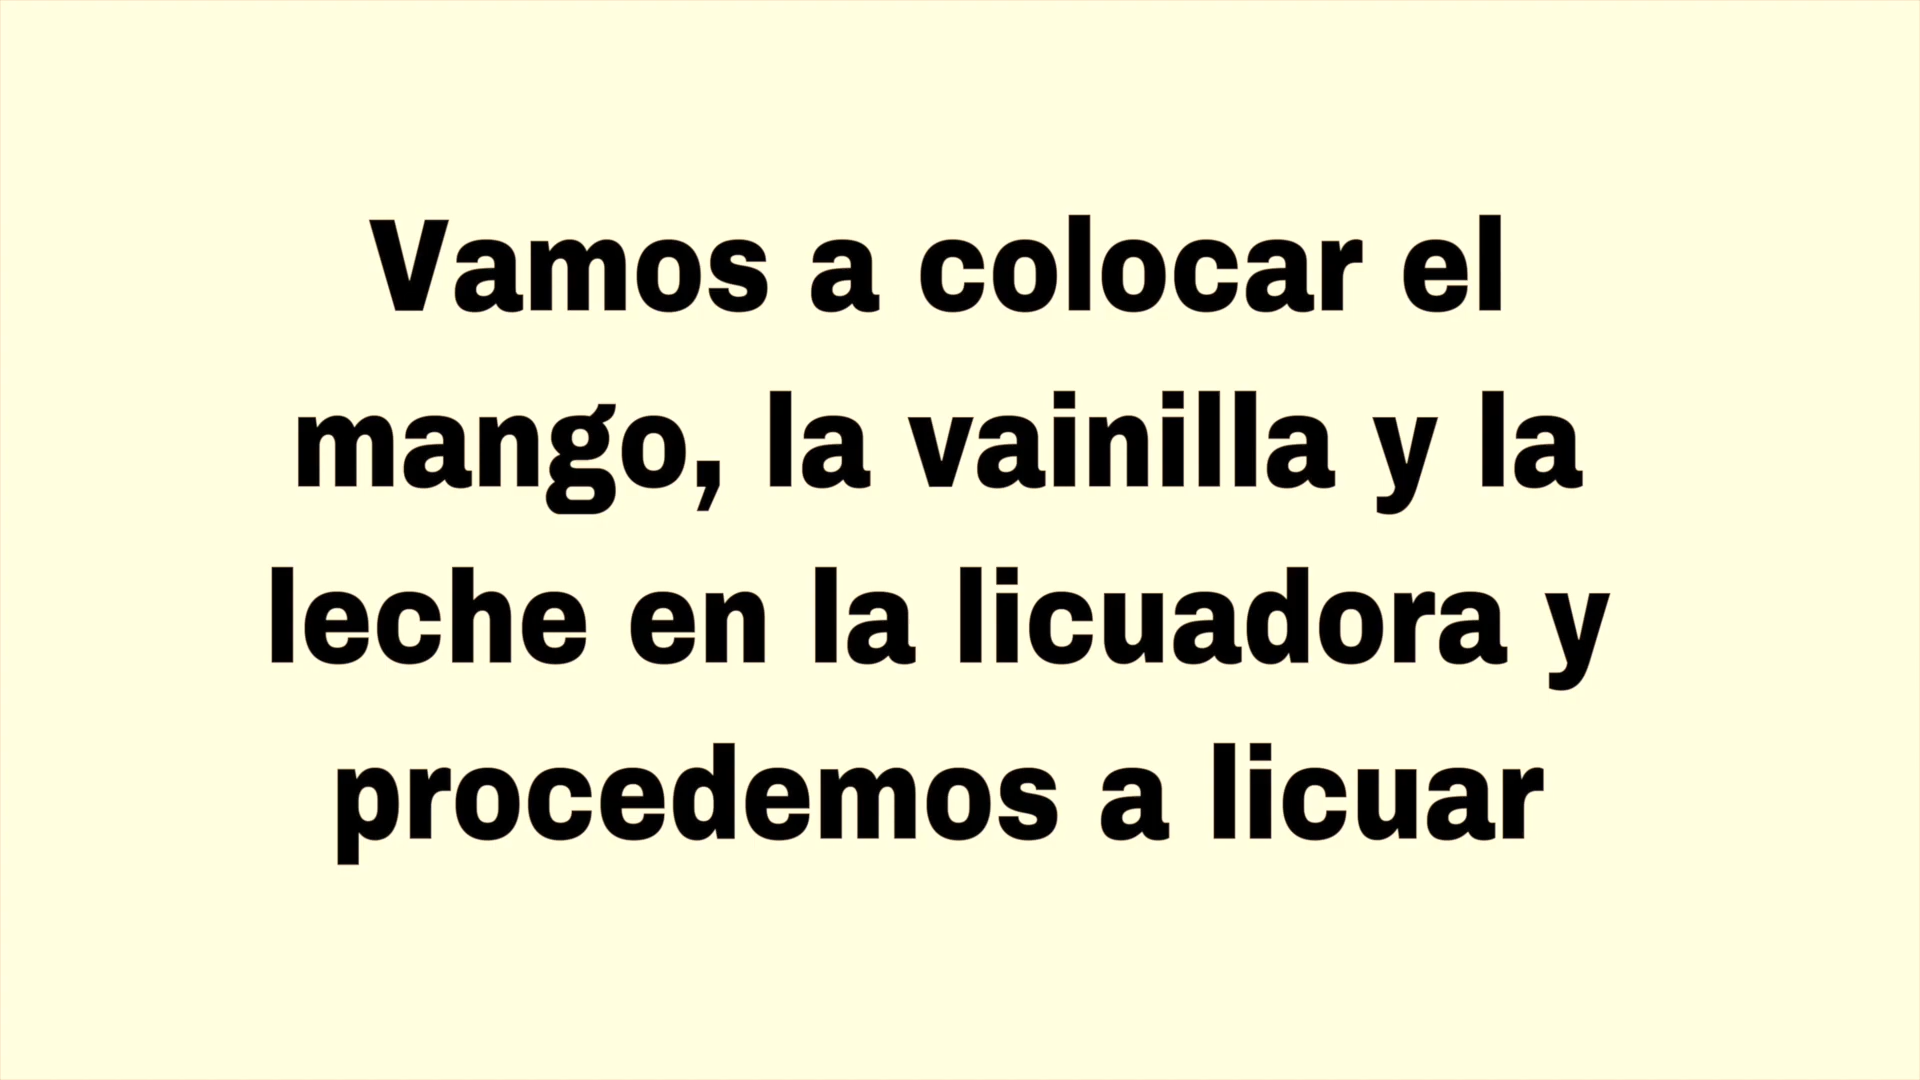 Vamos a colocar el
mango, la vainilla y la
leche en la licuadora y
procedemos a licuar